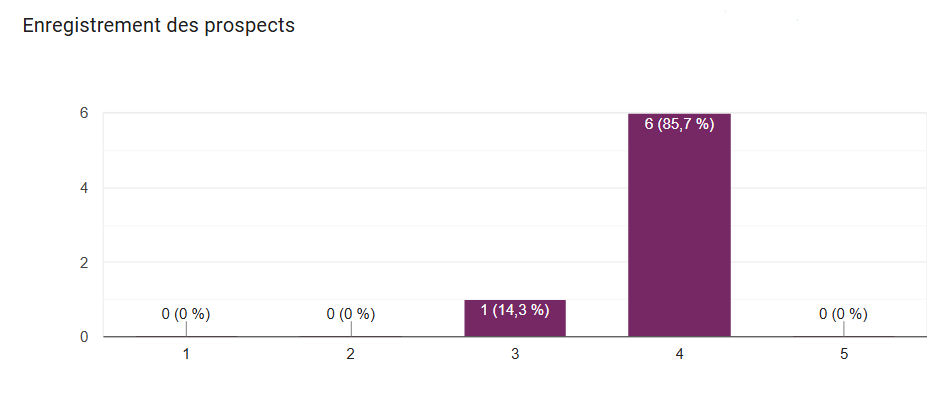 Enregistrement des prospects
6
6 (85,7 %)
4
2
1 (14,3 %)
0 (0 %)
0 (0 %)
0 (0 %)
0
1
2
3
4
5